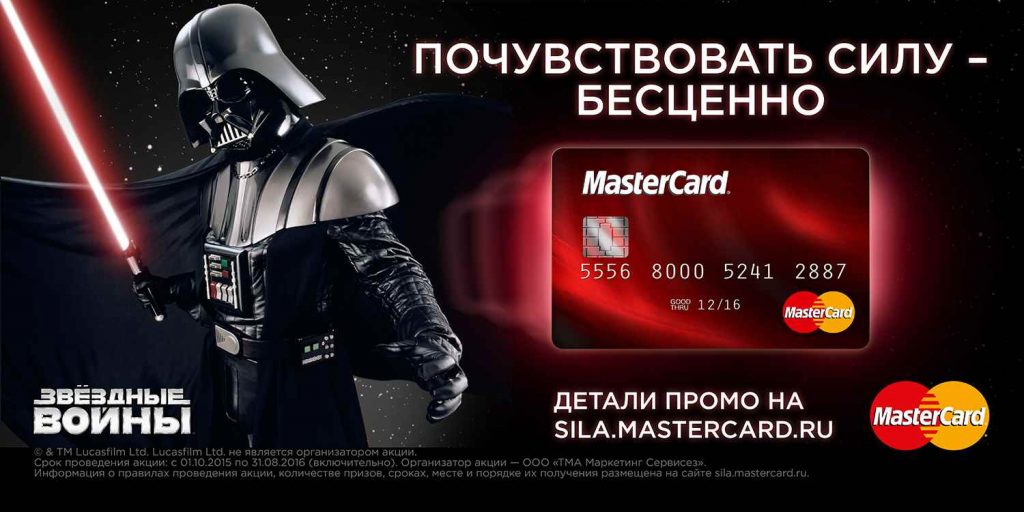 ПОЧУВСТВОВАТЬ СИЛУ –
БЕСЦЕННО
MasterCard
5556 8000 5241 2887
GOOD
THRU 12/16
MasterCard
ДЕТАЛИ ПРОМО НА
SILA.MASTERCARD.RU
MasterCard
ЗВЁЗДНЫЕ
ВОЙНЫ
© & TM Lucasfilm Ltd. Lucasfilm Ltd. не является организатором акции.
Срок проведения акции: с 01.10.2015 по 31.08.2016 (включительно). Организатор акции — ООО «ТМА Маркетинг Сервисез».
Информация о правилах проведения акции, количестве призов, сроках, месте и порядке их получения размещена на сайте sila.mastercard.ru.